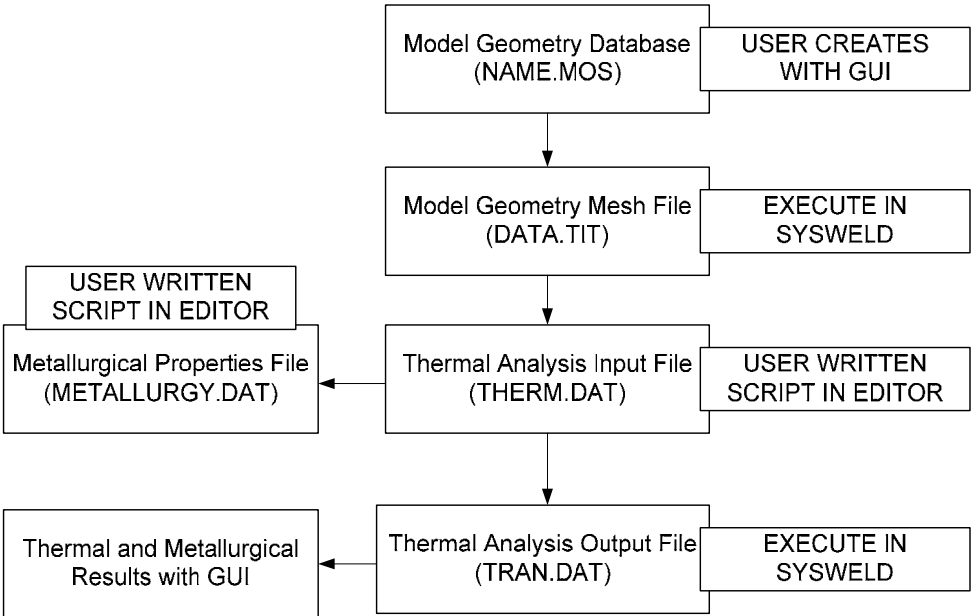 Model Geometry Database
(NAME.MOS)
USER CREATES
WITH GUI
Model Geometry Mesh File
(DATA.TIT)
EXECUTE IN
SYSWELD
USER WRITTEN
SCRIPT IN EDITOR
Metallurgical Properties File
(METALLURGY.DAT)
Thermal Analysis Input File
(THERM.DAT)
USER WRITTEN
SCRIPT IN EDITOR
Thermal and Metallurgical
Results with GUI
Thermal Analysis Output File
(TRAN.DAT)
EXECUTE IN
SYSWELD